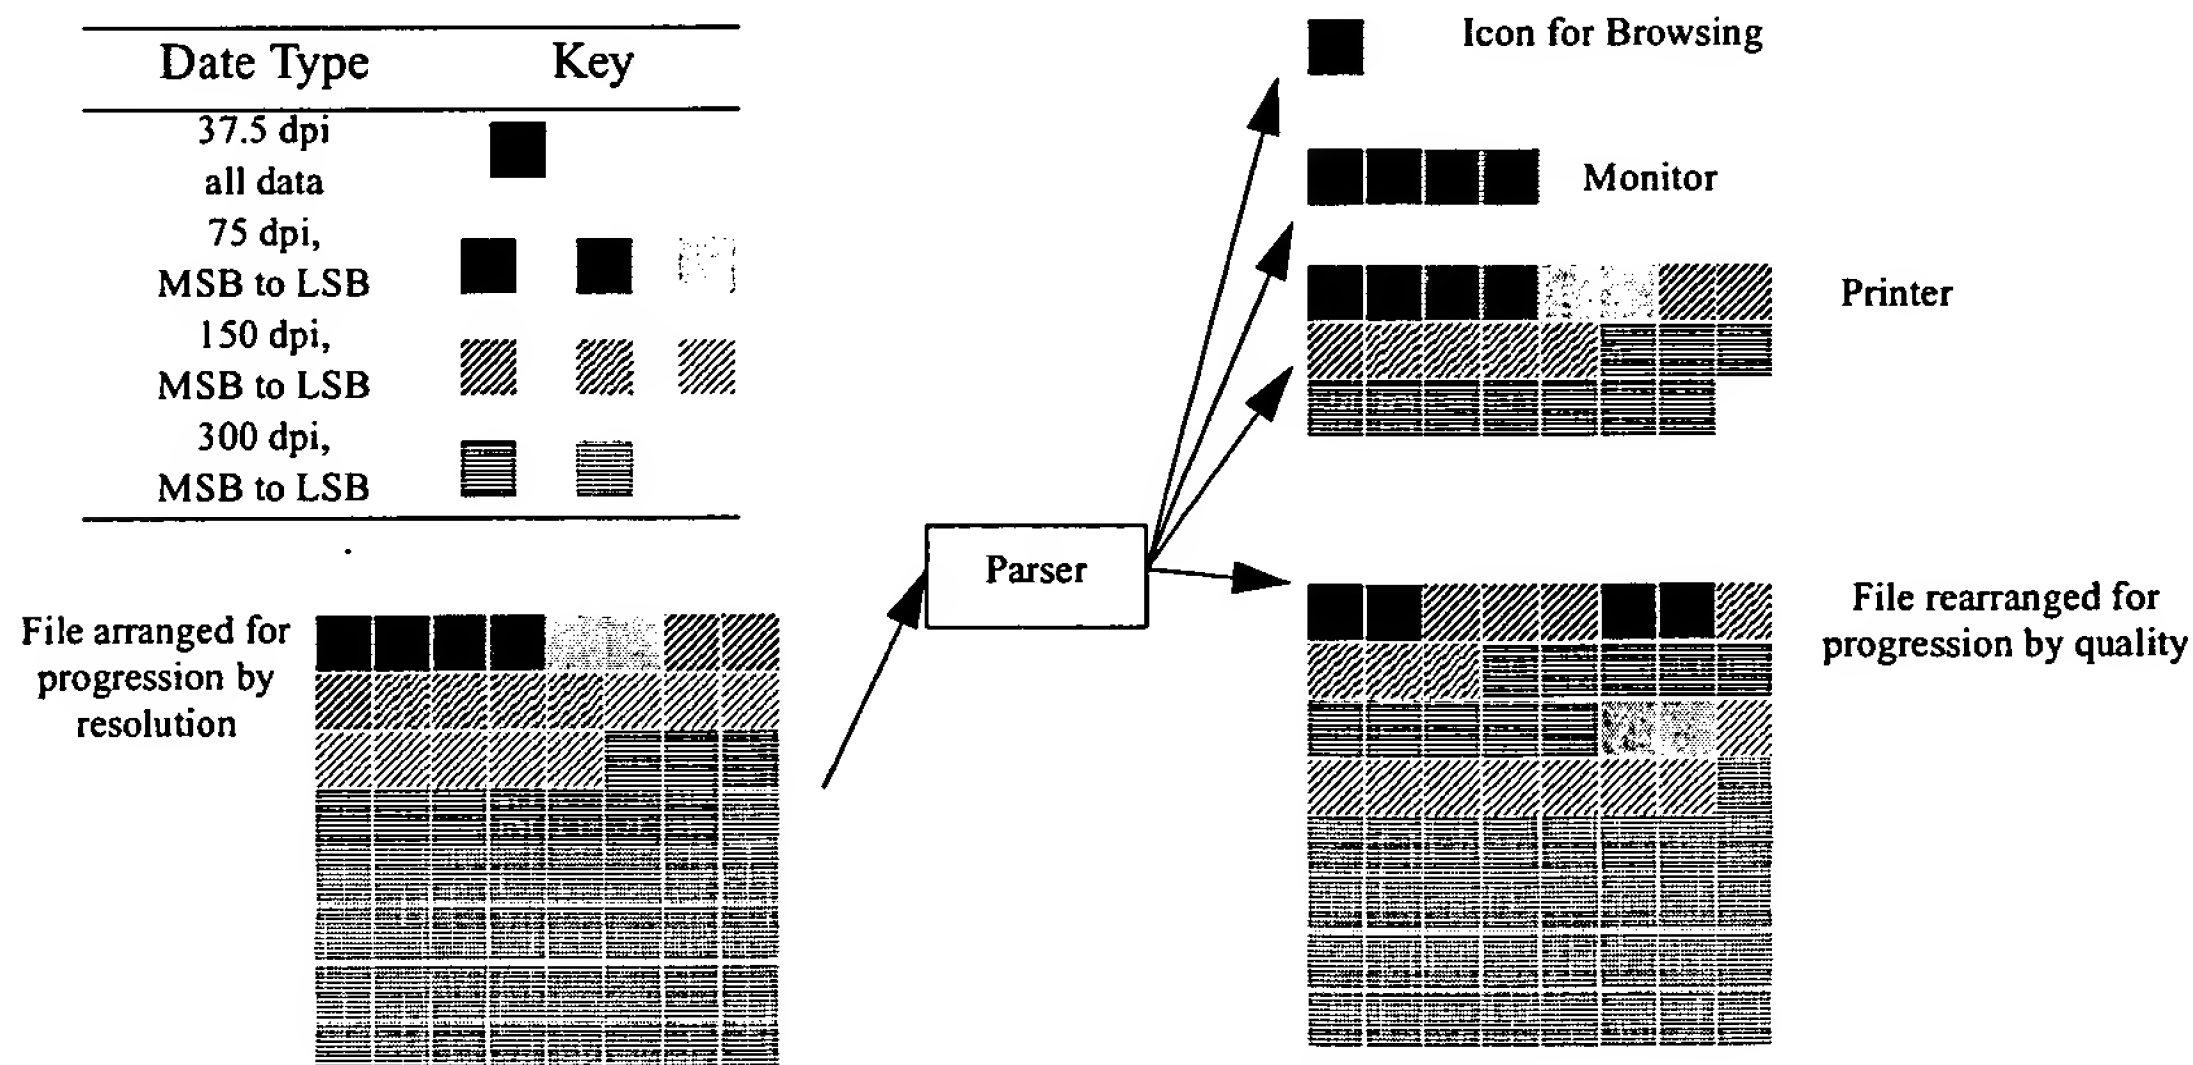 Date Type Key
37.5 dpi
all data
75 dpi,
MSB to LSB
150 dpi,
MSB to LSB
300 dpi,
MSB to LSB
File arranged for
progression by
resolution
Parser
Icon for Browsing
Monitor
Printer
File rearranged for
progression by quality